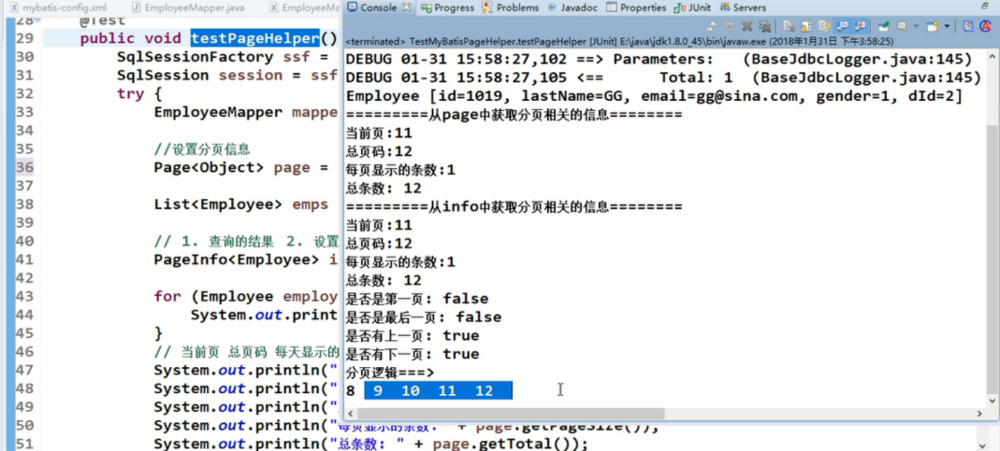 mybatis-config.xml EmployeeMapper.java EmployeeMa
Console Progress Problems @ Javadoc Properties JUnit Servers
<terminated> TestMyBatisPageHelper.testPageHelper [JUnit] E:\java\jdk1.8.0_45\bin\javaw.exe (2018年1月31日 下午3:58:25)
28 @Test
29 public void testPageHelper()
30 SqlSessionFactory ssf =
31 SqlSession session = ssf
32 try {
33 EmployeeMapper mappe
34
35 //设置分页信息
36 Page<Object> page =
37
38 List<Employee> emps
39
40 // 1. 查询的结果 2. 设置
41 PageInfo<Employee> i
42
43 for (Employee employ
44 System.out.print
45 }
46 // 当前页 总页码 每天显示的
47 System.out.println("
48 System.out.println("
49 System.out.println("
50 System.out.println("每页显示的条数: " + page.getPageSize());
51 System.out.println("总条数: " + page.getTotal());
DEBUG 01-31 15:58:27,102 ==> Parameters: (BaseJdbcLogger.java:145)
DEBUG 01-31 15:58:27,105 <== Total: 1 (BaseJdbcLogger.java:145)
Employee [id=1019, lastName=GG, email=gg@sina.com, gender=1, dId=2]
=========从page中获取分页相关的信息========
当前页:11
总页码:12
每页显示的条数:1
总条数: 12
=========从info中获取分页相关的信息========
当前页:11
总页码:12
每页显示的条数:1
总条数: 12
是否是第一页: false
是否是最后一页: false
是否有上一页: true
是否有下一页: true
分页逻辑===>
8 9 10 11 12